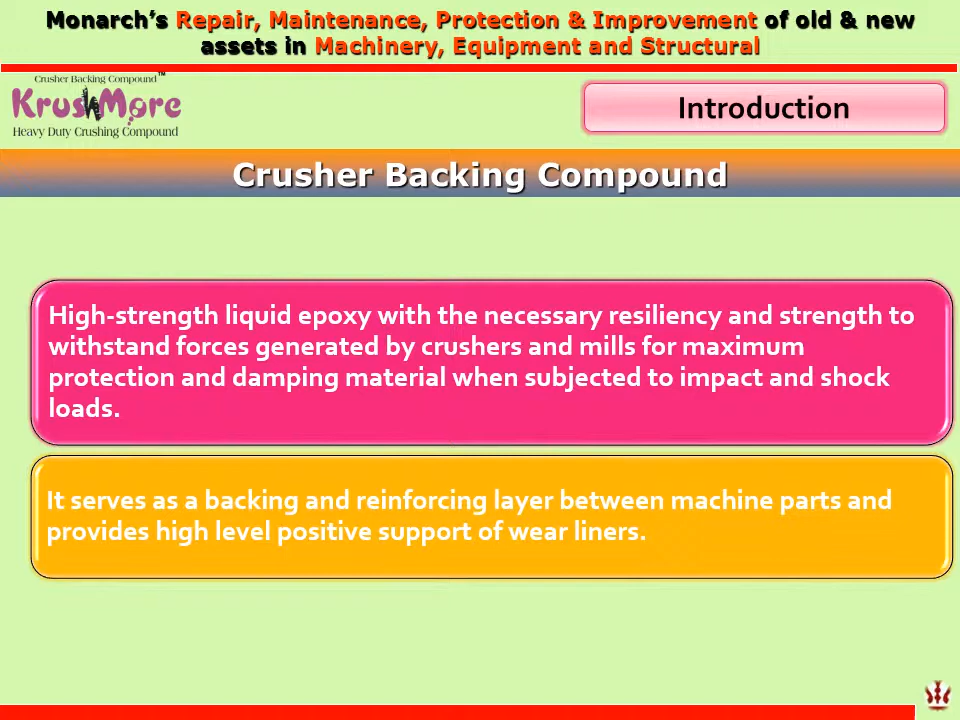 Monarch’s Repair, Maintenance, Protection & Improvement of old & new
assets in Machinery, Equipment and Structural
Crusher Backing Compound™
KrushMore
Heavy Duty Crushing Compound
Introduction
Crusher Backing Compound
High-strength liquid epoxy with the necessary resiliency and strength to
withstand forces generated by crushers and mills for maximum
protection and damping material when subjected to impact and shock
loads.
It serves as a backing and reinforcing layer between machine parts and
provides high level positive support of wear liners.